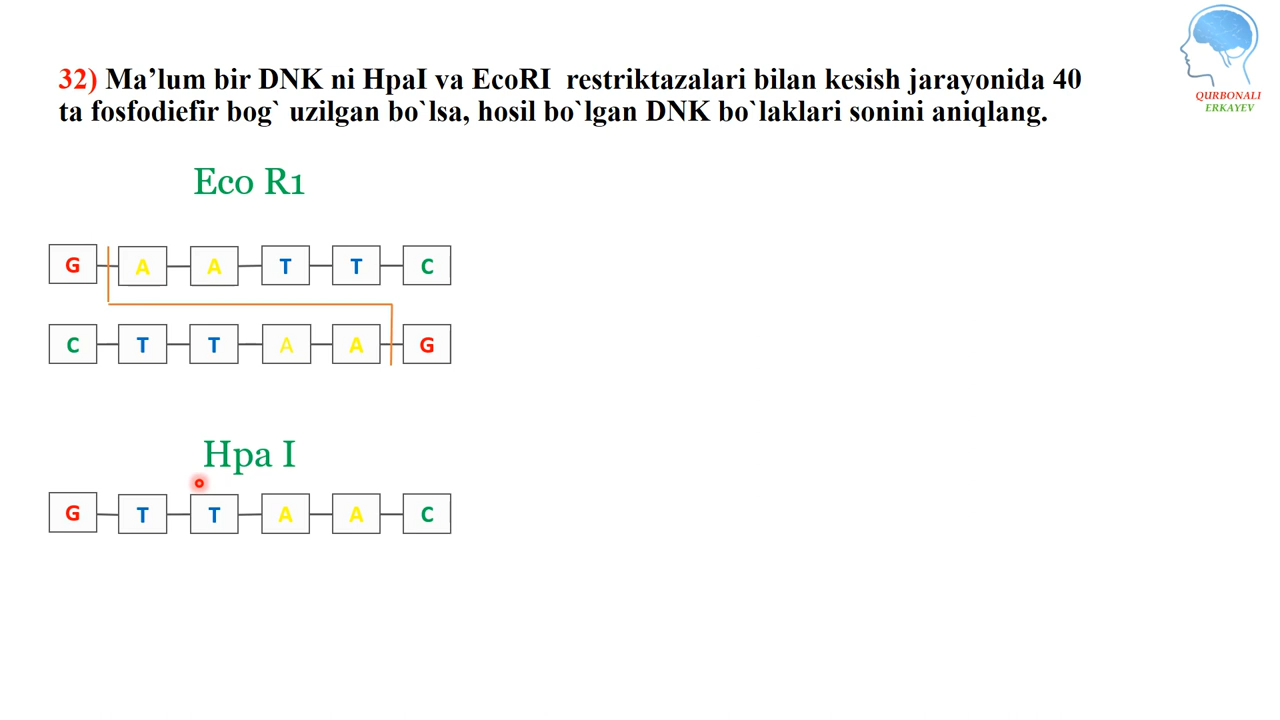 32) Ma’lum bir DNK ni HpaI va EcoRI restriktazalari bilan kesish jarayonida 40
ta fosfodiefir bog` uzilgan bo`lsa, hosil bo`lgan DNK bo`laklari sonini aniqlang.
QURBONALI
ERKAYEV
Eco R1
G A A T T C
C T T A A G
Hpa I
G T T A A C